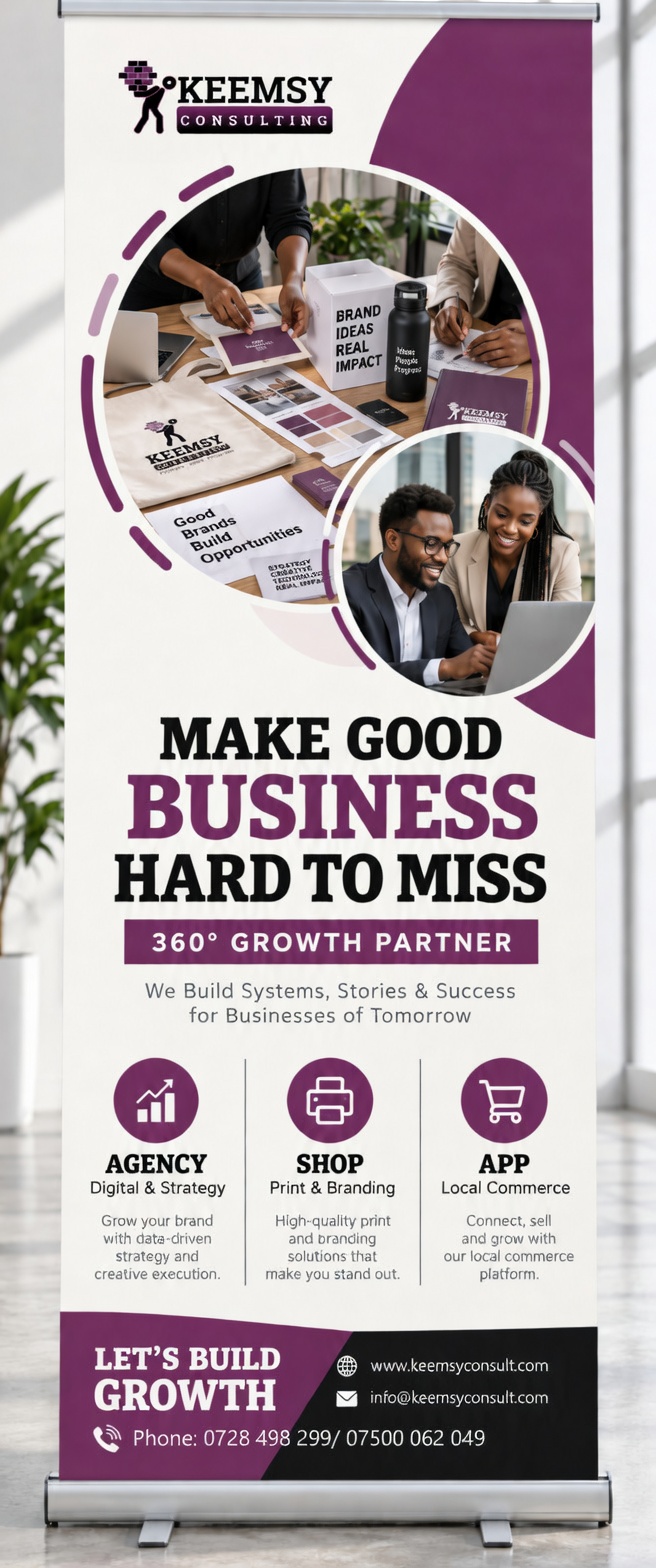 KEEMSY
CONSULTING
BRAND
IDEAS
REAL
IMPACT
KEEMSY
KEEMSY
Good
Brands
Build
Opportunities
MAKE GOOD
BUSINESS
HARD TO MISS
360° GROWTH PARTNER
We Build Systems, Stories & Success
for Businesses of Tomorrow
AGENCY
Digital & Strategy
Grow your brand
with data-driven
strategy and
creative execution.
SHOP
Print & Branding
High-quality print
and branding
solutions that
make you stand out.
APP
Local Commerce
Connect, sell
and grow with
our local commerce
platform.
LET'S BUILD
GROWTH
www.keemsyconsult.com
info@keemsyconsult.com
Phone: 0728 498 299/ 07500 062 049